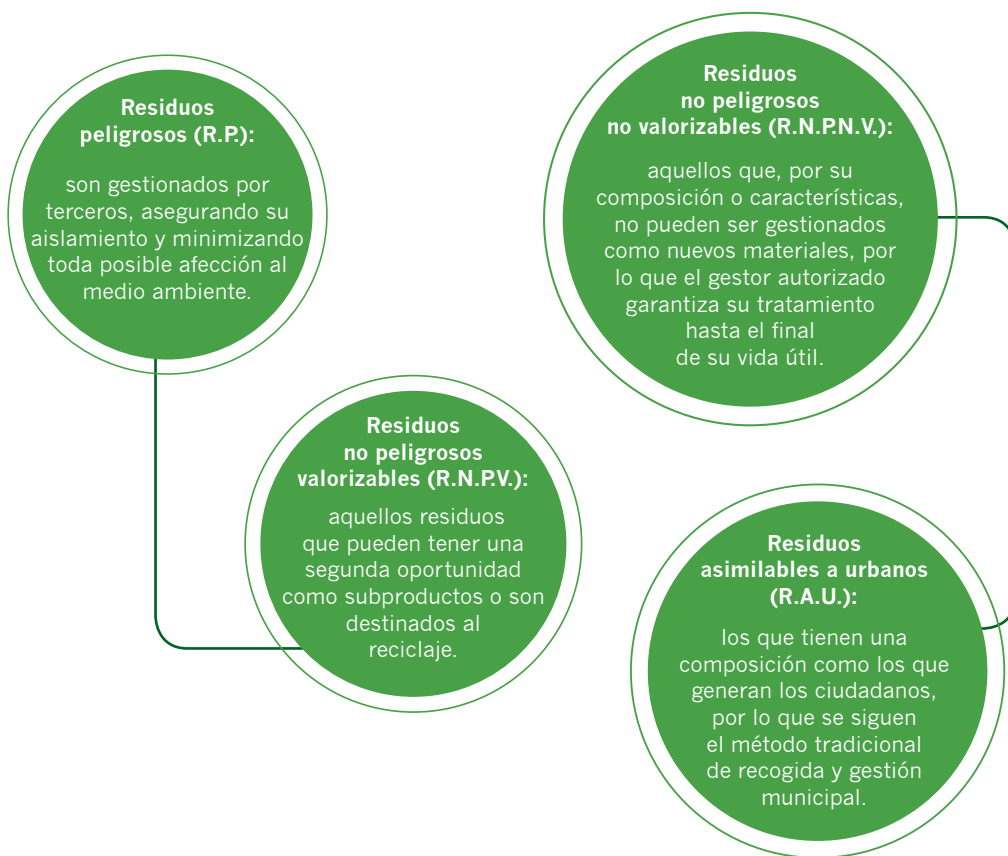 Residuos
peligrosos (R.P.):
son gestionados por
terceros, asegurando su
aislamiento y minimizando
toda posible afección al
medio ambiente.
Residuos
no peligrosos
valorizables (R.N.P.V.):
aquellos residuos
que pueden tener una
segunda oportunidad
como subproductos o son
destinados al
reciclaje.
Residuos
no peligrosos
no valorizables (R.N.P.N.V.):
aquellos que, por su
composición o características,
no pueden ser gestionados
como nuevos materiales, por
lo que el gestor autorizado
garantiza su tratamiento
hasta el final
de su vida útil.
Residuos
asimilables a urbanos
(R.A.U.):
los que tienen una
composición como los que
generan los ciudadanos,
por lo que se siguen
el método tradicional
de recogida y gestión
municipal.